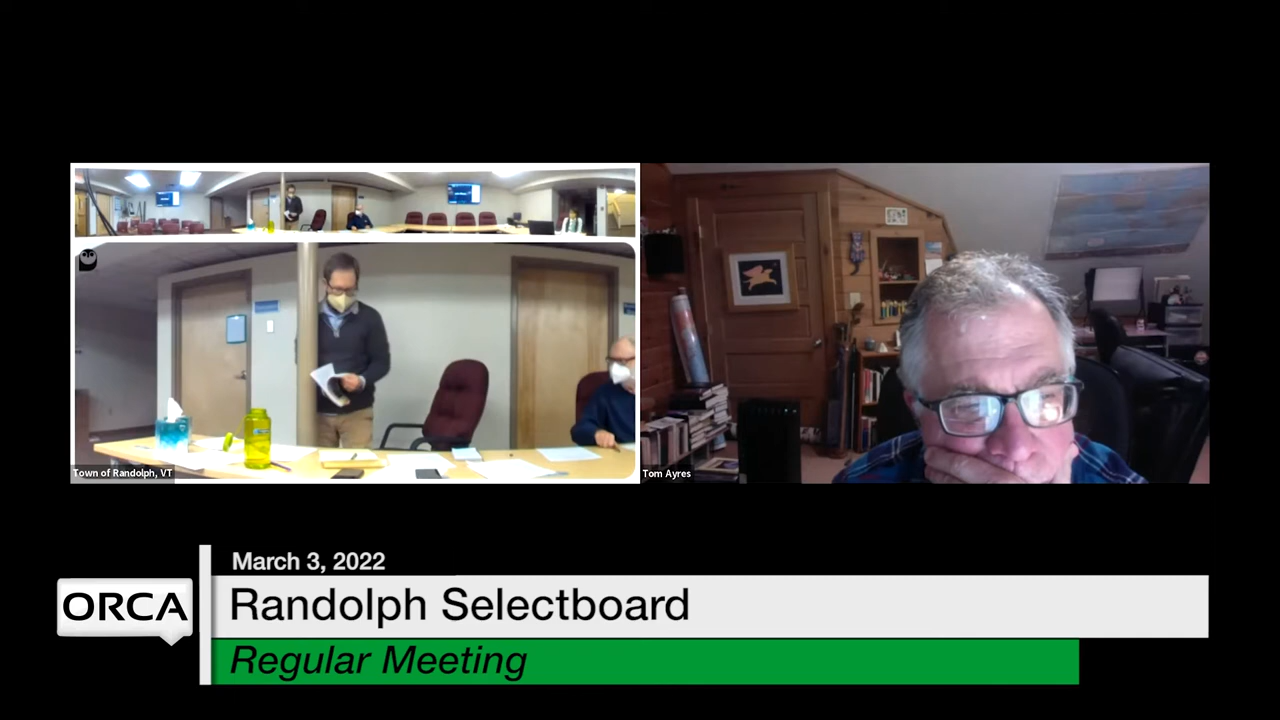 Town of Randolph, VT
Tom Ayres
March 3, 2022
ORCA
Randolph Selectboard
Regular Meeting